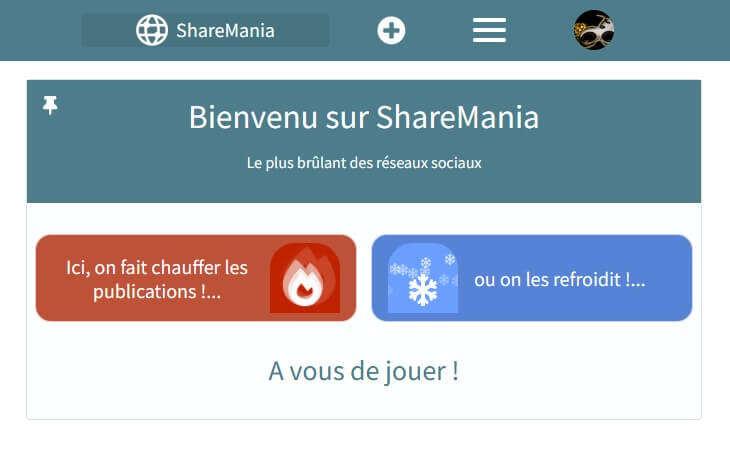 ShareMania
Bienvenu sur ShareMania
Le plus brûlant des réseaux sociaux
Ici, on fait chauffer les
publications !...
ou on les refroidit !...
A vous de jouer !